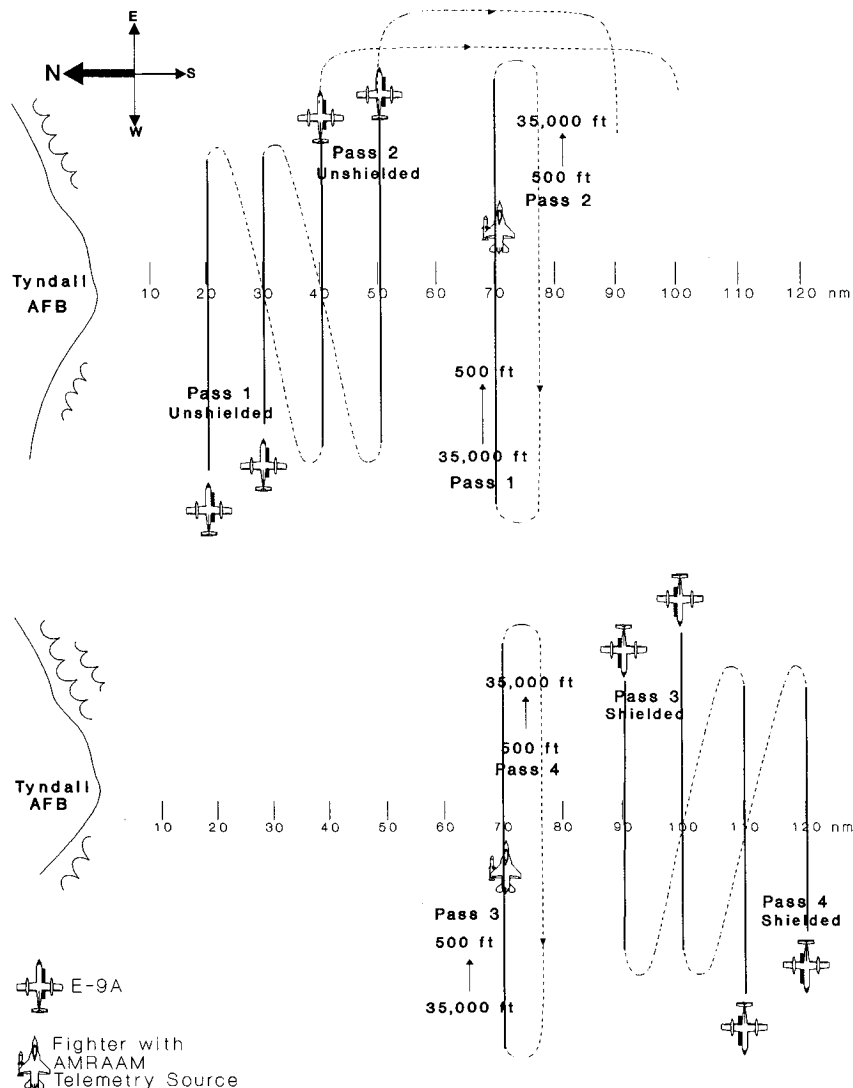 E
N S
W
Pass 2
Unshielded
35,000 ft
500 ft
Pass 2
Tyndall
AFB
10 20 30 40 50 60 70 80 90 100 110 120 nm
Pass 1
Unshielded
500 ft
35,000 ft
Pass 1
Pass 3
Shielded
35,000 ft
500 ft
Pass 4
Tyndall
AFB
10 20 30 40 50 60 70 80 90 100 110 120 nm
Pass 3
500 ft
35,000 ft
Pass 4
Shielded
E-9A
Fighter with
AMRAAM
Telemetry Source